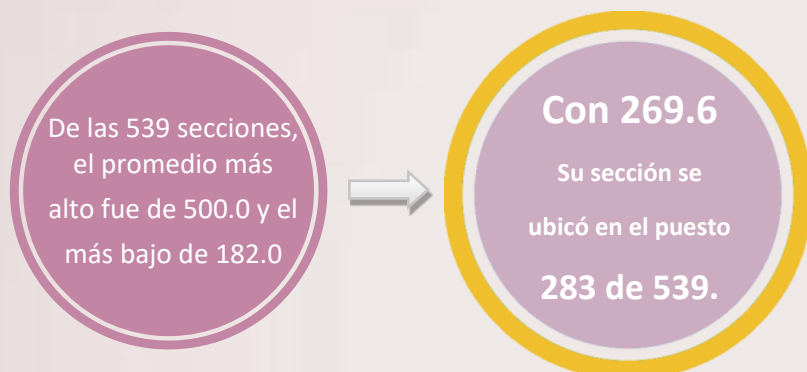 De las 539 secciones,
el promedio más
alto fue de 500.0 y el
más bajo de 182.0
Con 269.6
Su sección se
ubicó en el puesto
283 de 539.